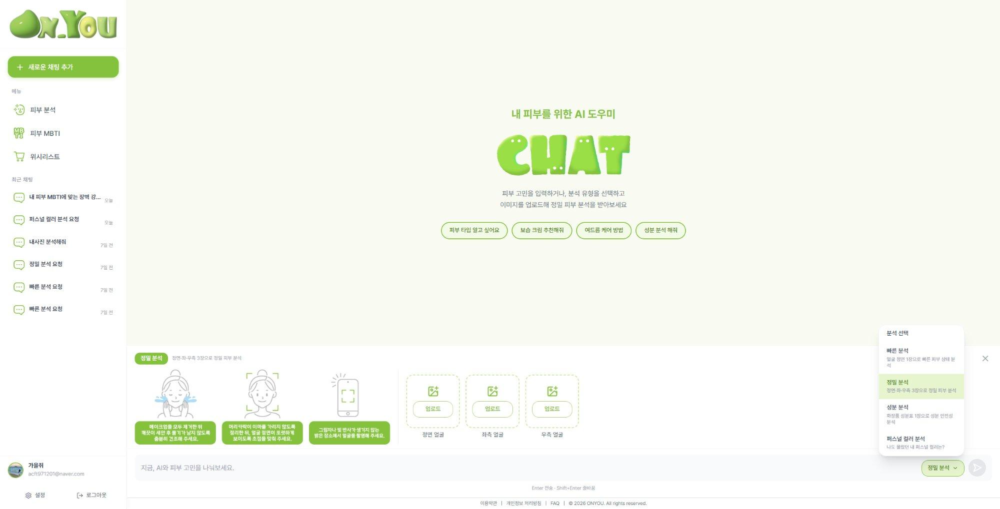 ON_YOU
새로운 채팅 추가
메뉴
피부 분석
MBTI
피부 MBTI
위시리스트
최근 채팅
내 피부 MBTI에 맞는 장벽 강...
오늘
퍼스널 컬러 분석 요청
오늘
내사진 분석해줘
7일 전
정밀 분석 요청
7일 전
빠른 분석 요청
7일 전
빠른 분석 요청
7일 전
가을쥐
acft971201@naver.com
설정
로그아웃
내 피부를 위한 AI 도우미
CHAT
피부 고민을 입력하거나, 분석 유형을 선택하고
이미지를 업로드해 정밀 피부 분석을 받아보세요
피부 타입 알고 싶어요
보습 크림 추천해줘
여드름 케어 방법
성분 분석 해줘
정밀 분석
정면·좌·우측 3장으로 정밀 피부 분석
메이크업을 모두 제거한 뒤
깨끗이 세안 후 물기가 남지 않도록
충분히 건조해 주세요.
머리카락이 이마를 가리지 않도록
정리한 뒤, 얼굴 정면이 또렷하게
보이도록 초점을 맞춰 주세요.
그림자나 빛 반사가 생기지 않는
밝은 장소에서 얼굴을 촬영해 주세요.
업로드
정면 얼굴
업로드
좌측 얼굴
업로드
우측 얼굴
분석 선택
빠른 분석
얼굴 정면 1장으로 빠른 피부 상태 분
석
정밀 분석
정면·좌·우측 3장으로 정밀 피부 분석
성분 분석
화장품 성분표 1장으로 성분 안전성
분석
퍼스널 컬러 분석
나도 몰랐던 내 퍼스널 컬러는?
지금, AI와 피부 고민을 나눠보세요.
정밀 분석
Enter 전송 · Shift+Enter 줄바꿈
이용약관 | 개인정보 처리방침 | FAQ | © 2026 ONYOU. All rights reserved.